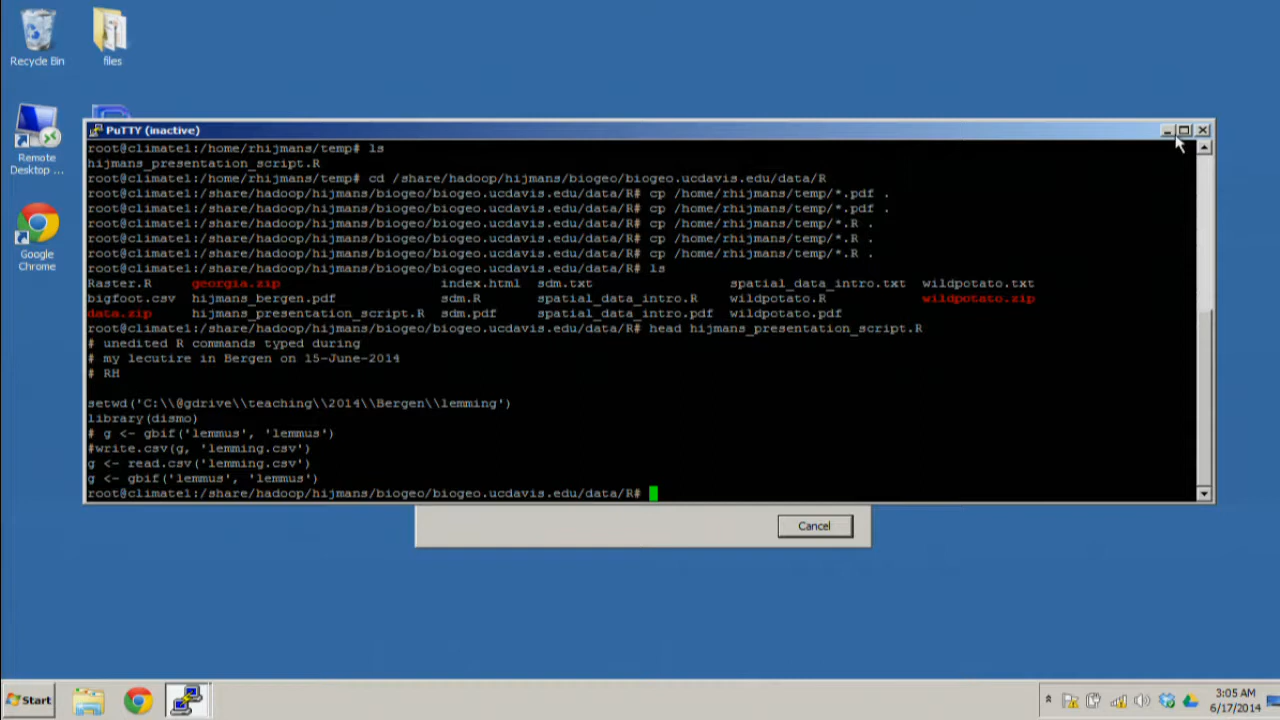 Recycle Bin
files
Remote
Desktop ...
Google
Chrome
PuTTY (inactive)
root@climate1:/home/rhijmans/temp# ls
hijmans_presentation_script.R
root@climate1:/home/rhijmans/temp# cd /share/hadoop/hijmans/biogeo/biogeo.ucdavis.edu/data/R
root@climate1:/share/hadoop/hijmans/biogeo/biogeo.ucdavis.edu/data/R# cp /home/rhijmans/temp/*.pdf .
root@climate1:/share/hadoop/hijmans/biogeo/biogeo.ucdavis.edu/data/R# cp /home/rhijmans/temp/*.pdf .
root@climate1:/share/hadoop/hijmans/biogeo/biogeo.ucdavis.edu/data/R# cp /home/rhijmans/temp/*.R .
root@climate1:/share/hadoop/hijmans/biogeo/biogeo.ucdavis.edu/data/R# cp /home/rhijmans/temp/*.R .
root@climate1:/share/hadoop/hijmans/biogeo/biogeo.ucdavis.edu/data/R# cp /home/rhijmans/temp/*.R .
root@climate1:/share/hadoop/hijmans/biogeo/biogeo.ucdavis.edu/data/R# ls
Raster.R georgia.zip index.html sdm.txt spatial_data_intro.txt wildpotato.txt
bigfoot.csv hijmans_bergen.pdf sdm.R spatial_data_intro.R wildpotato.R wildpotato.zip
data.zip hijmans_presentation_script.R sdm.pdf spatial_data_intro.pdf wildpotato.pdf
root@climate1:/share/hadoop/hijmans/biogeo/biogeo.ucdavis.edu/data/R# head hijmans_presentation_script.R
# unedited R commands typed during
# my lecutire in Bergen on 15-June-2014
# RH
setwd('C:\\@gdrive\\teaching\\2014\\Bergen\\lemming')
library(dismo)
# g <- gbif('lemmus', 'lemmus')
#write.csv(g, 'lemming.csv')
g <- read.csv('lemming.csv')
g <- gbif('lemmus', 'lemmus')
root@climate1:/share/hadoop/hijmans/biogeo/biogeo.ucdavis.edu/data/R#
Cancel
Start
3:05 AM
6/17/2014